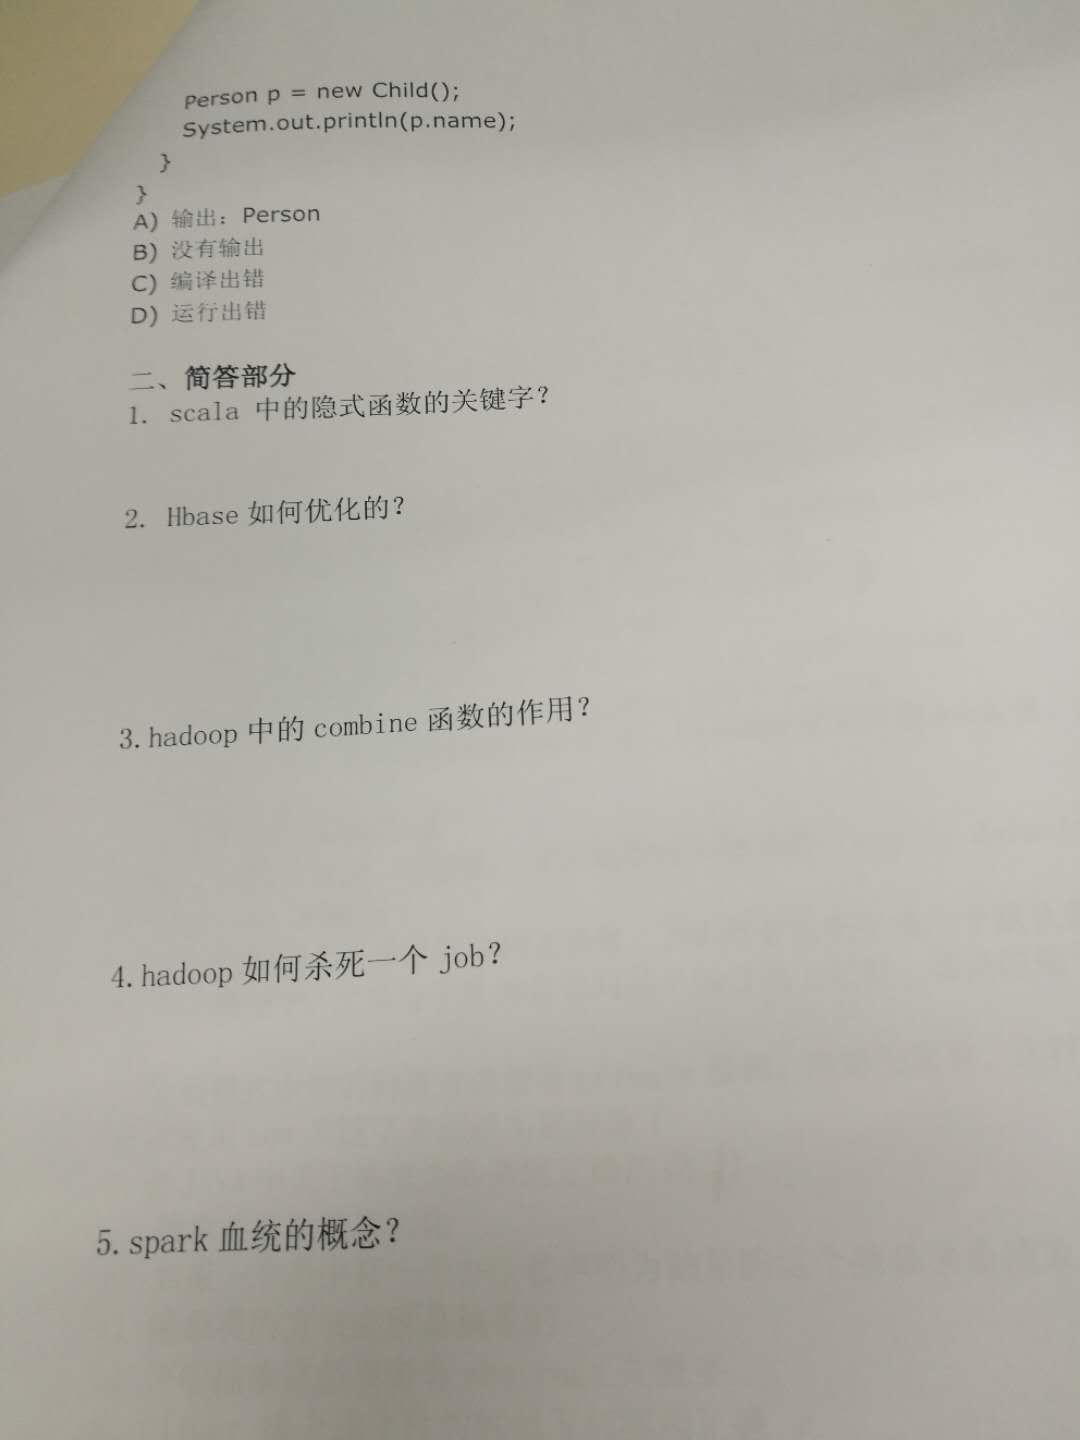 Person p = new Child();
System.out.println(p.name);
}
}
A) 输出：Person
B) 没有输出
C) 编译出错
D) 运行出错
二、简答部分
1. scala 中的隐式函数的关键字？
2. Hbase 如何优化的？
3.hadoop 中的 combine 函数的作用？
4.hadoop 如何杀死一个 job？
5.spark 血统的概念？